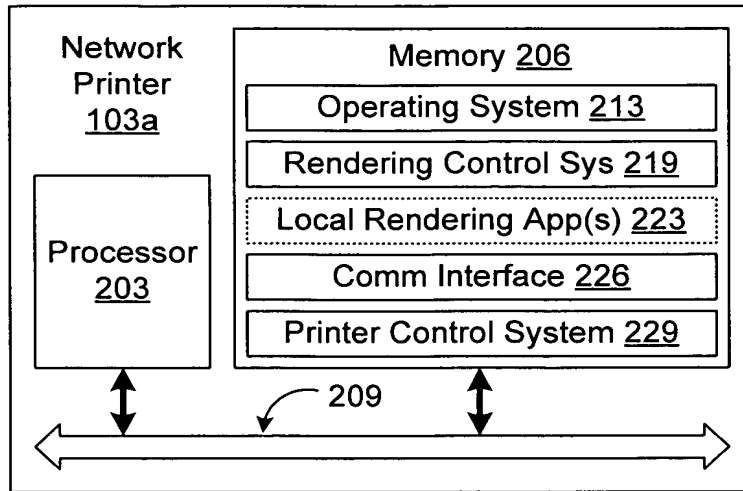 Network
Printer
103a
Processor
203
Memory 206
Operating System 213
Rendering Control Sys 219
Local Rendering App(s) 223
Comm Interface 226
Printer Control System 229
209